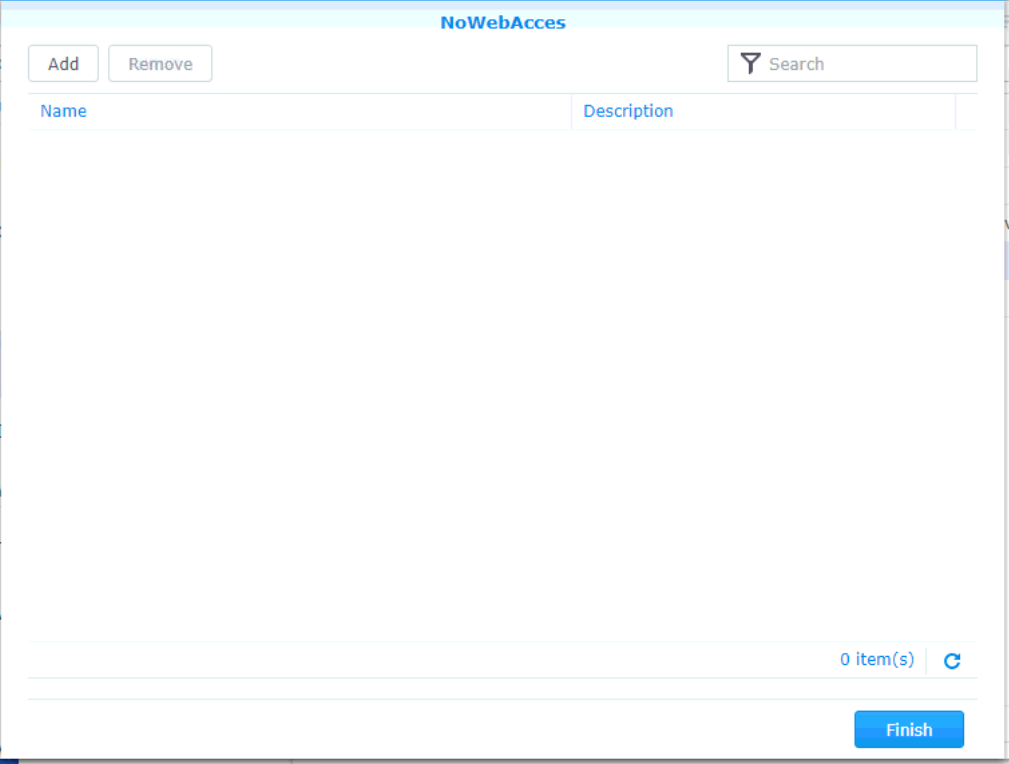 NoWebAcces
Add Remove Search
Name Description
0 item(s)
Finish